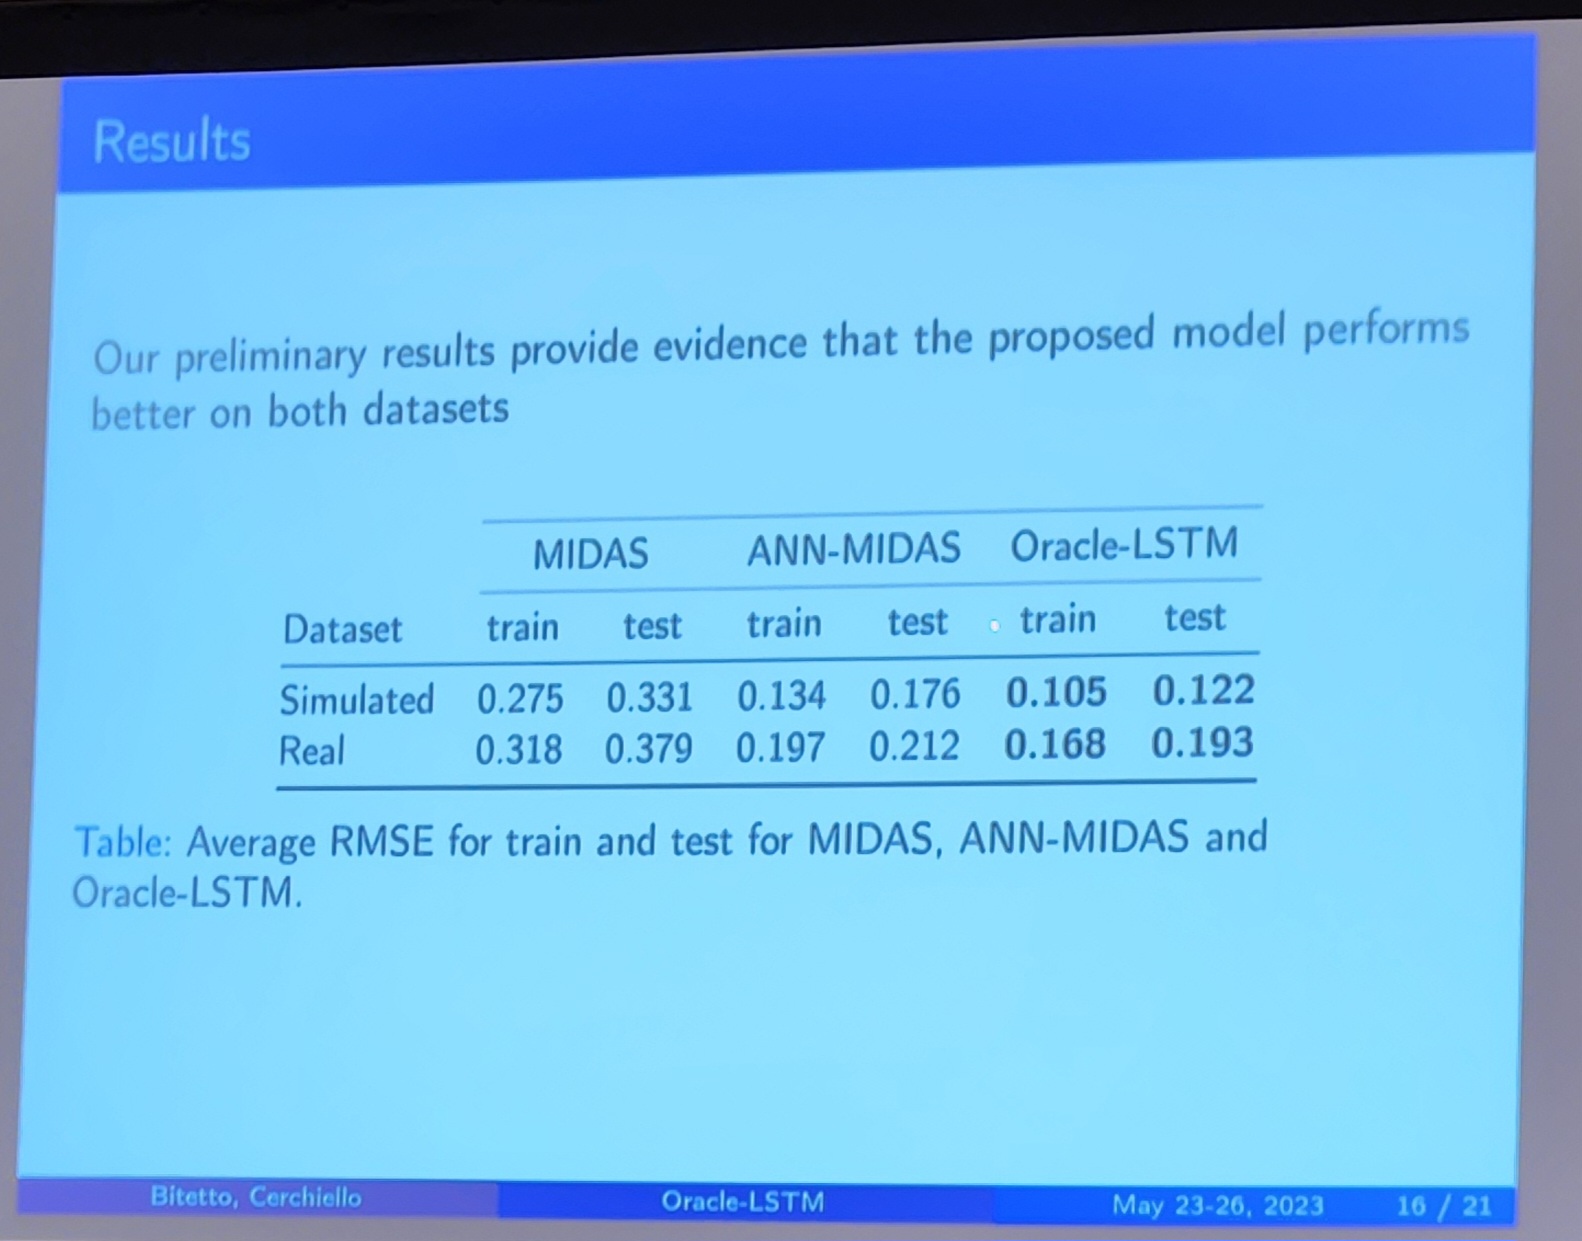 Results
Our preliminary results provide evidence that the proposed model performs
better on both datasets
MIDAS ANN-MIDAS Oracle-LSTM
Dataset train test train test train test
Simulated 0.275 0.331 0.134 0.176 0.105 0.122
Real 0.318 0.379 0.197 0.212 0.168 0.193
Table: Average RMSE for train and test for MIDAS, ANN-MIDAS and
Oracle-LSTM.
Bitetto, Cerchiello Oracle-LSTM May 23-26, 2023 16 / 21